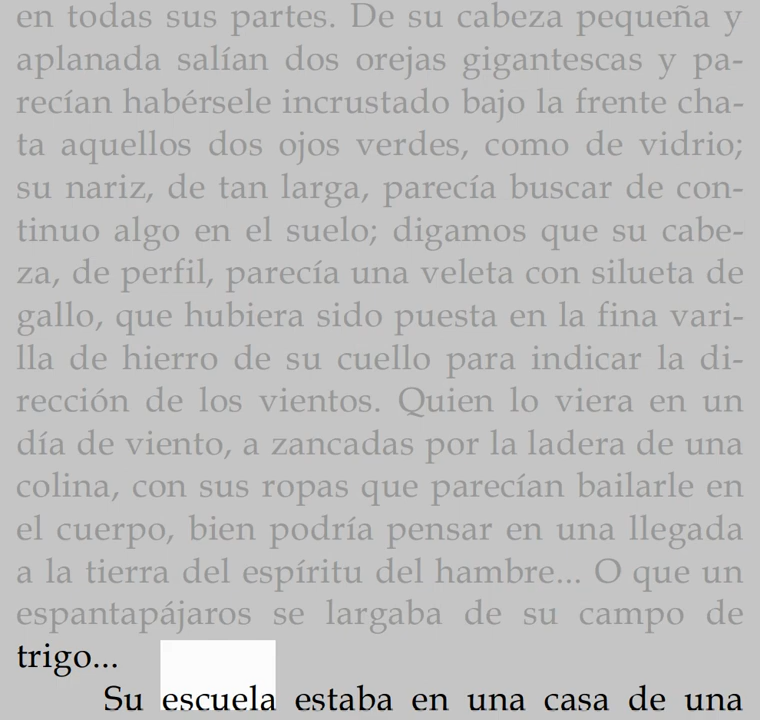 en todas sus partes. De su cabeza pequeña y
aplanada salían dos orejas gigantescas y pa-
recían habérsele incrustado bajo la frente cha-
ta aquellos dos ojos verdes, como de vidrio;
su nariz, de tan larga, parecía buscar de con-
tinuo algo en el suelo; digamos que su cabe-
za, de perfil, parecía una veleta con silueta de
gallo, que hubiera sido puesta en la fina vari-
lla de hierro de su cuello para indicar la di-
rección de los vientos. Quien lo viera en un
día de viento, a zancadas por la ladera de una
colina, con sus ropas que parecían bailarle en
el cuerpo, bien podría pensar en una llegada
a la tierra del espíritu del hambre... O que un
espantapájaros se largaba de su campo de
trigo...
Su escuela estaba en una casa de una